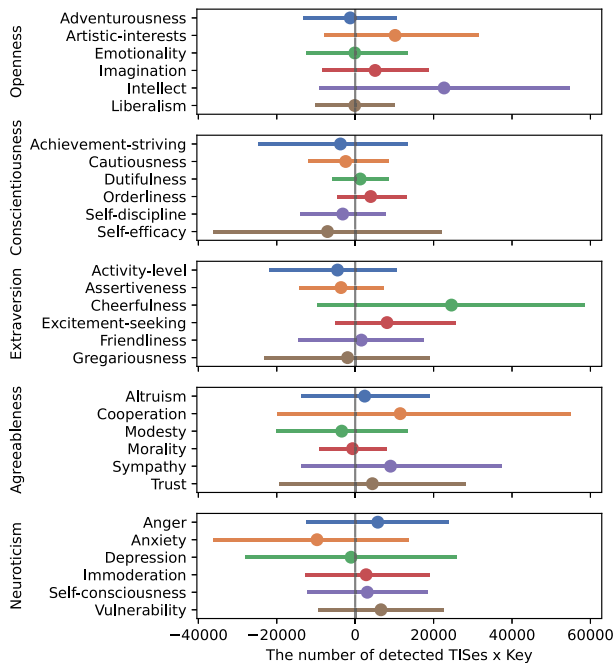 Openness
Adventurousness
Artistic-interests
Emotionality
Imagination
Intellect
Liberalism
Conscientiousness
Achievement-striving
Cautiousness
Dutifulness
Orderliness
Self-discipline
Self-efficacy
Extraversion
Activity-level
Assertiveness
Cheerfulness
Excitement-seeking
Friendliness
Gregariousness
Agreeableness
Altruism
Cooperation
Modesty
Morality
Sympathy
Trust
Neuroticism
Anger
Anxiety
Depression
Immoderation
Self-consciousness
Vulnerability
−40000 −20000 0 20000 40000 60000
The number of detected TISes x Key